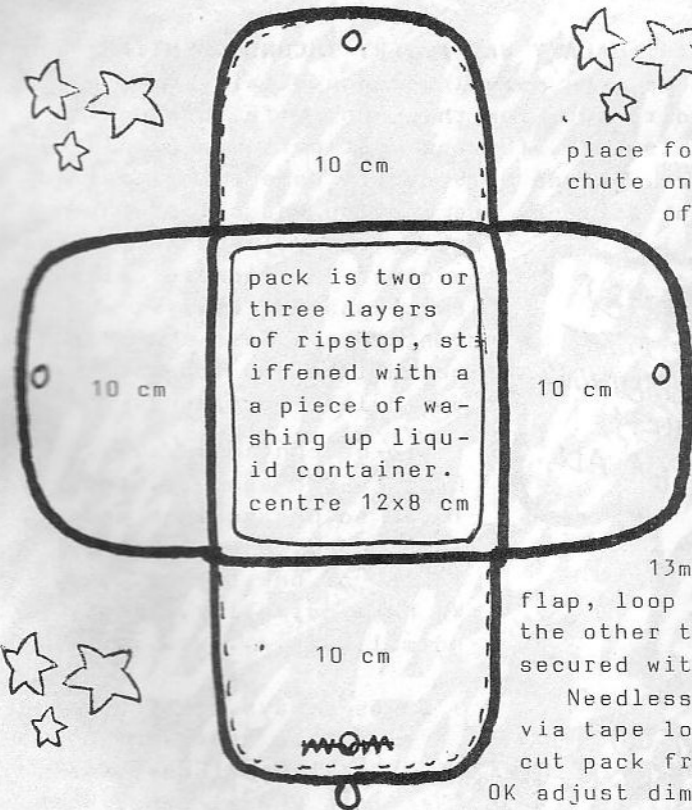 10 cm
place fo
chute on
of
pack is two or
three layers
of ripstop, st
iffened with a
a piece of wa-
shing up liqu-
id container.
centre 12x8 cm
10 cm
10 cm
13m
flap, loop
the other t
secured wit
10 cm
Needless
via tape lo
cut pack fr
OK adjust dim